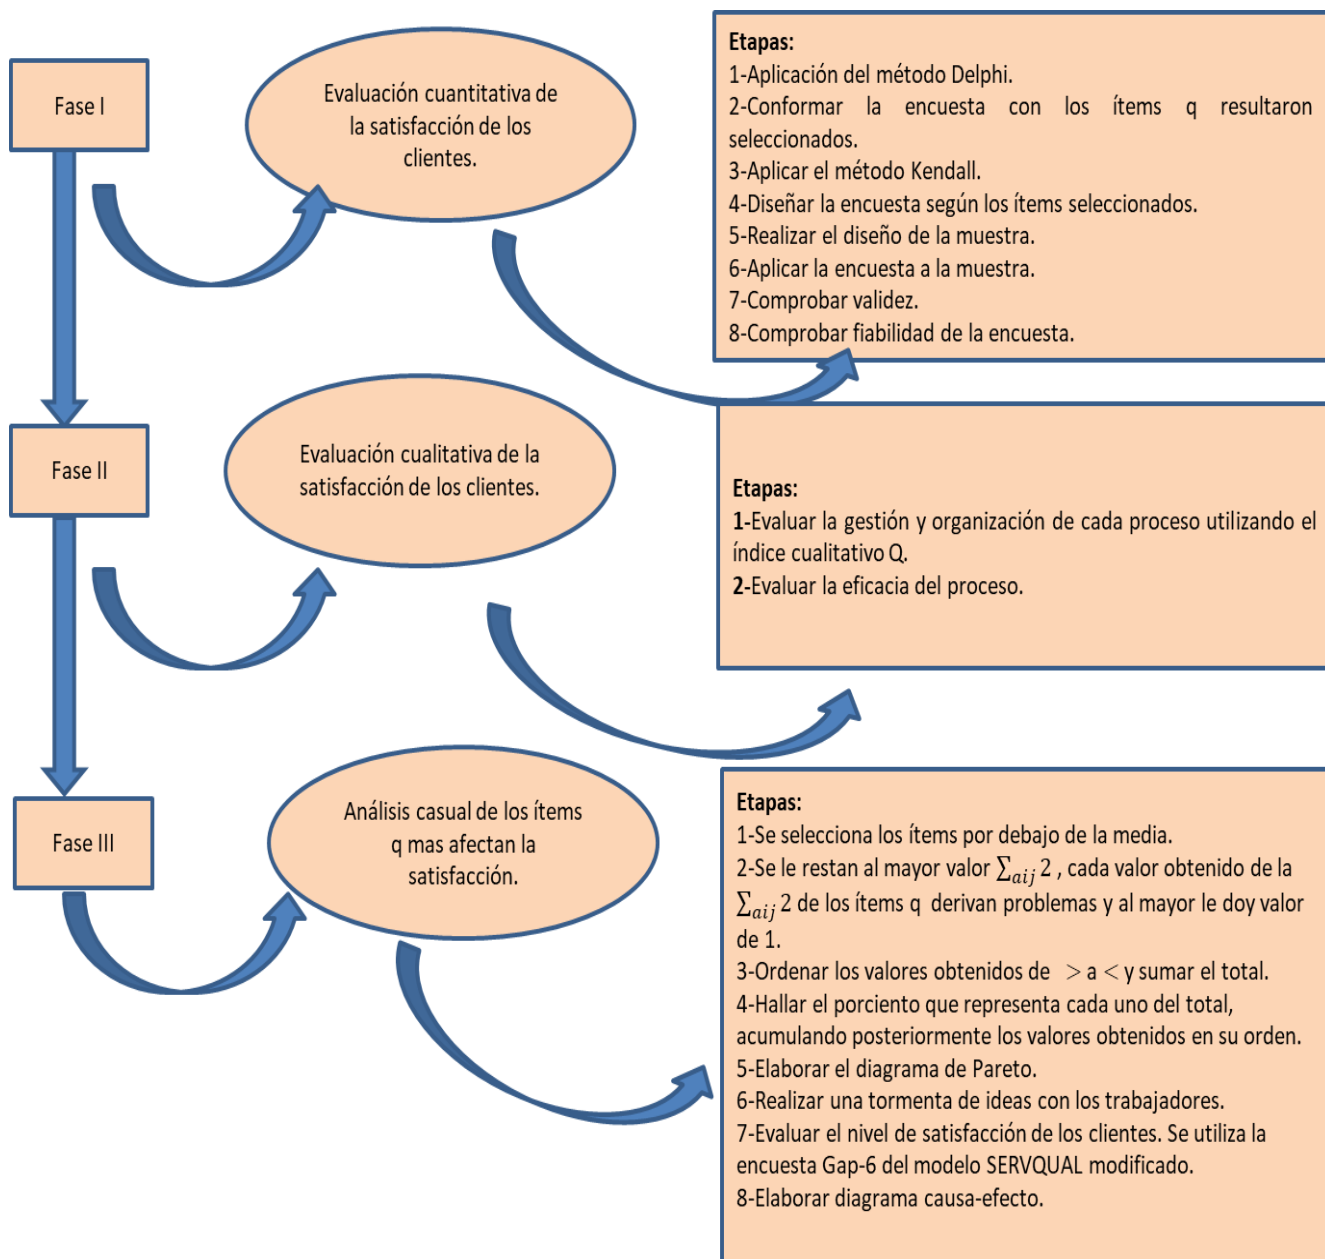 Fase I
Evaluación cuantitativa de
la satisfacción de los
clientes.
Etapas:
1-Aplicación del método Delphi.
2-Conformar la encuesta con los ítems q resultaron
seleccionados.
3-Aplicar el método Kendall.
4-Diseñar la encuesta según los ítems seleccionados.
5-Realizar el diseño de la muestra.
6-Aplicar la encuesta a la muestra.
7-Comprobar validez.
8-Comprobar fiabilidad de la encuesta.
Fase II
Evaluación cualitativa de la
satisfacción de los clientes.
Etapas:
1-Evaluar la gestión y organización de cada proceso utilizando el
índice cualitativo Q.
2-Evaluar la eficacia del proceso.
Fase III
Análisis casual de los ítems
q mas afectan la
satisfacción.
Etapas:
1-Se selecciona los ítems por debajo de la media.
2-Se le restan al mayor valor ∑aij 2 , cada valor obtenido de la
∑aij 2 de los ítems q derivan problemas y al mayor le doy valor
de 1.
3-Ordenar los valores obtenidos de > a < y sumar el total.
4-Hallar el porciento que representa cada uno del total,
acumulando posteriormente los valores obtenidos en su orden.
5-Elaborar el diagrama de Pareto.
6-Realizar una tormenta de ideas con los trabajadores.
7-Evaluar el nivel de satisfacción de los clientes. Se utiliza la
encuesta Gap-6 del modelo SERVQUAL modificado.
8-Elaborar diagrama causa-efecto.